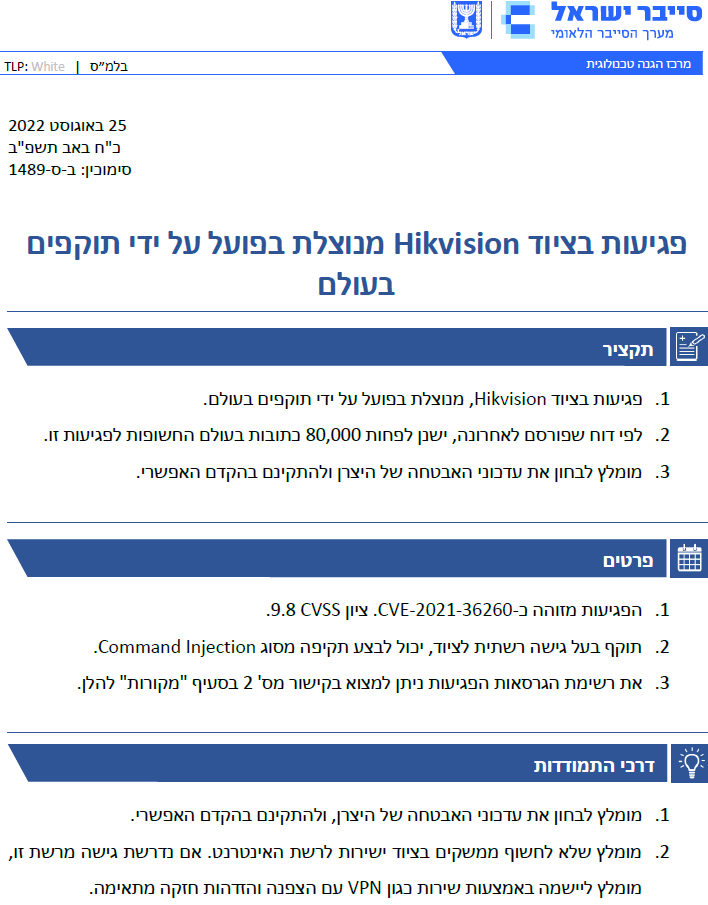 סייבר ישראל
מערך הסייבר הלאומי
מרכז הגנה טכנולוגית
בלמ"ס | TLP: White
25 באוגוסט 2022
כ"ח באב תשפ"ב
סימוכין: ב-ס-1489
פגיעות בציוד Hikvision מנוצלת בפועל על ידי תוקפים
בעולם
תקציר
1. פגיעות בציוד Hikvision, מנוצלת בפועל על ידי תוקפים בעולם.
2. לפי דוח שפורסם לאחרונה, ישנן לפחות 80,000 כתובות בעולם החשופות לפגיעות זו.
3. מומלץ לבחון את עדכוני האבטחה של היצרן ולהתקינם בהקדם האפשרי.
פרטים
1. הפגיעות מזוהה כ-CVE-2021-36260. ציון CVSS 9.8.
2. תוקף בעל גישה רשתית לציוד, יכול לבצע תקיפה מסוג Command Injection.
3. את רשימת הגרסאות הפגיעות ניתן למצוא בקישור מס' 2 בסעיף "מקורות" להלן.
דרכי התמודדות
1. מומלץ לבחון את עדכוני האבטחה של היצרן, ולהתקינם בהקדם האפשרי.
2. מומלץ שלא לחשוף ממשקים בציוד ישירות לרשת האינטרנט. אם נדרשת גישה מרשת זו,
מומלץ ליישמה באמצעות שירות כגון VPN עם הצפנה והזדהות חזקה מתאימה.